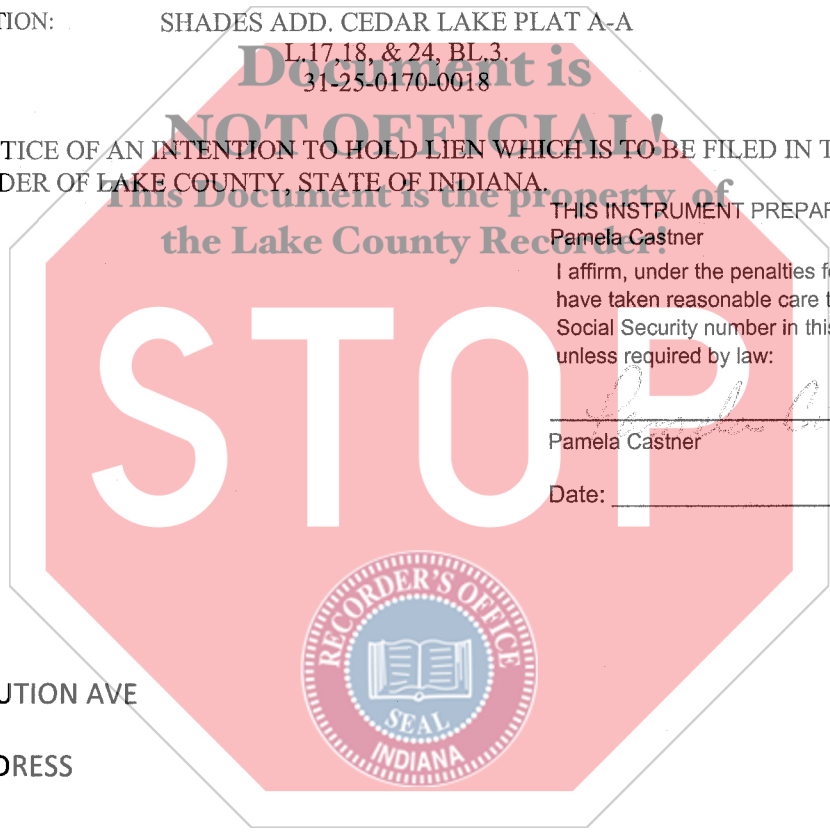 TION: SHADES ADD. CEDAR LAKE PLAT A-A
L.17,18, & 24, BL.3.
Document is
31-25-0170-0018
NOT OFFICIAL!
TICE OF AN INTENTION TO HOLD LIEN WHICH IS TO BE FILED IN T
DER OF LAKE COUNTY, STATE OF INDIANA.
This Document is the property of
the Lake County Recorder!
THIS INSTRUMENT PREPAR
Pamela Castner
I affirm, under the penalties f
have taken reasonable care t
Social Security number in this
unless required by law:
STOP
Pamela Ca
Pamela Castner
Date:
RECORDER'S OFFICE
SEAL
INDIANA
UTION AVE
DRESS